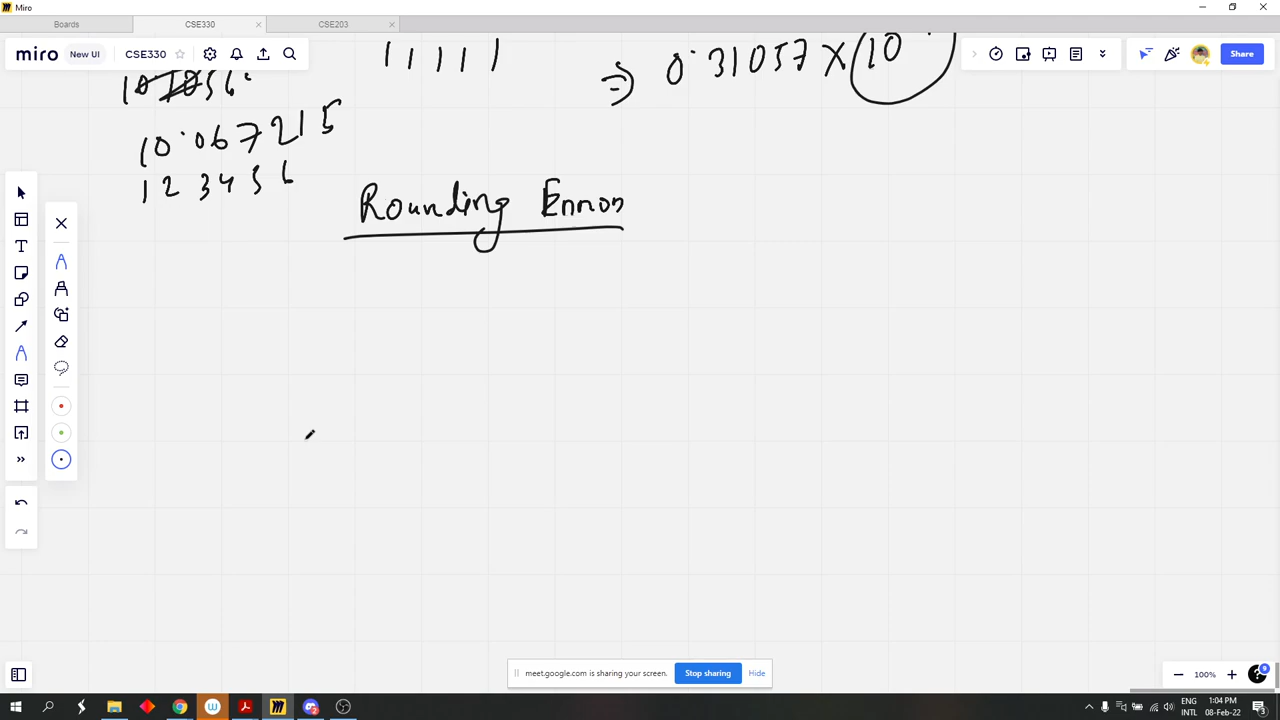 Miro
Boards
CSE330
CSE203
miro
New UI
CSE330
Share
1 1 1 1 1
⇒ 0.31057 X 10
10.067215
1 2 3 4 5 6
Rounding Error
meet.google.com is sharing your screen.
Stop sharing
Hide
100%
9
ENG
INTL
1:04 PM
08-Feb-22
3